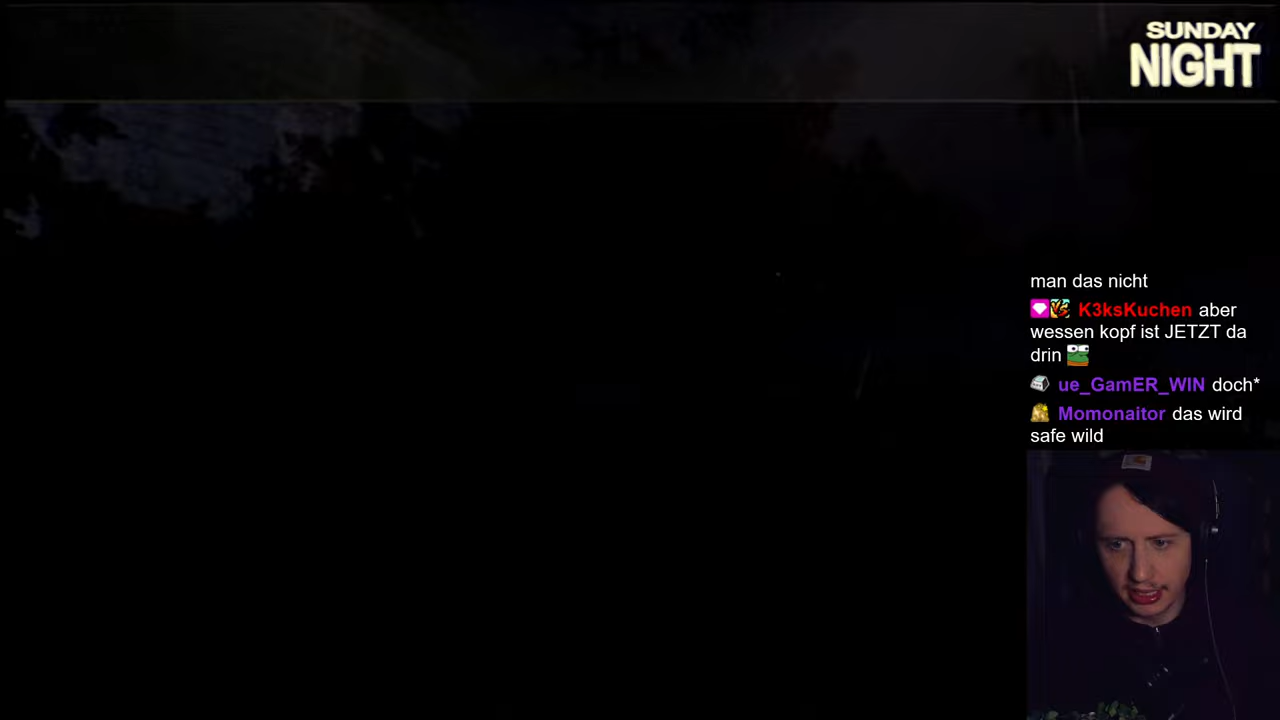 SUNDAY
NIGHT
man das nicht
K3ksKuchen aber
wessen kopf ist JETZT da
drin
ue_GamER_WIN doch*
Momonaitor das wird
safe wild